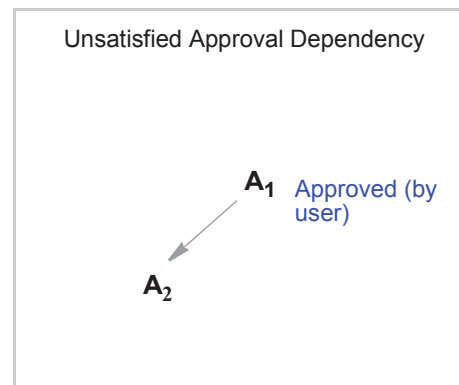 Unsatisfied Approval Dependency
A₁ Approved (by
user)
A₂